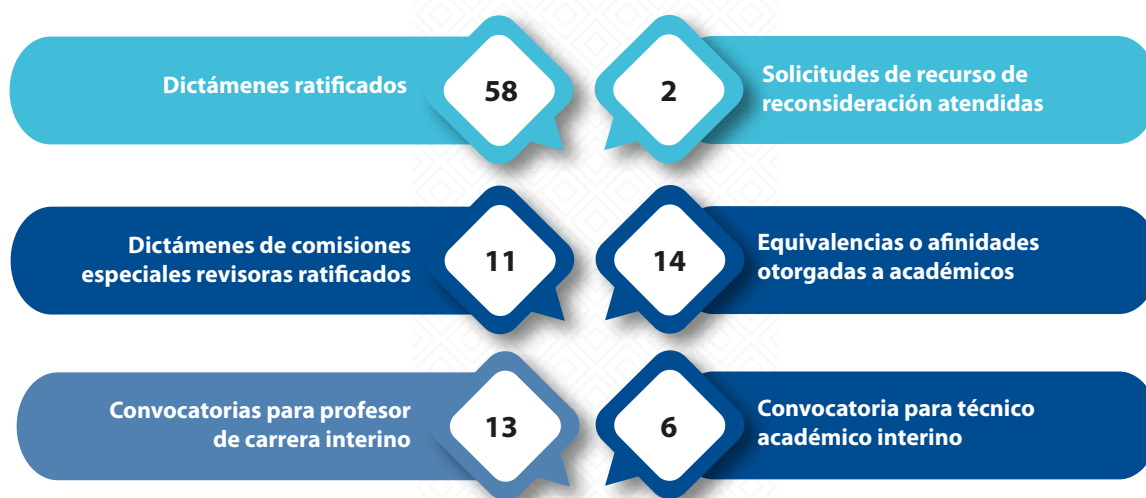 Dictámenes ratificados
58
2
Solicitudes de recurso de
reconsideración atendidas
Dictámenes de comisiones
especiales revisoras ratificados
11
14
Equivalencias o afinidades
otorgadas a académicos
Convocatorias para profesor
de carrera interino
13
6
Convocatoria para técnico
académico interino